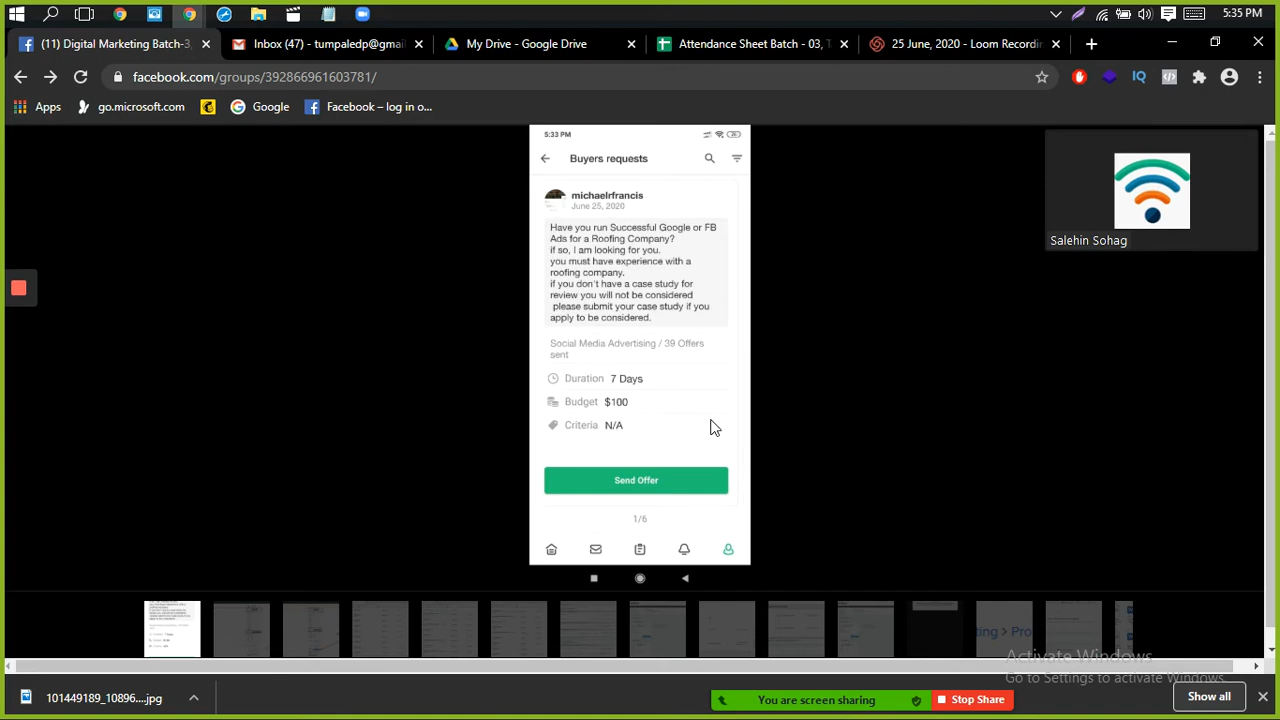 5:35 PM
(11) Digital Marketing Batch-3,
Inbox (47) - tumpaledp@gmai
My Drive - Google Drive
Attendance Sheet Batch - 03, T
25 June, 2020 - Loom Recordin
facebook.com/groups/392866961603781/
IQ
Apps
go.microsoft.com
Google
Facebook – log in o...
5:33 PM
Buyers requests
michaelrfrancis
June 25, 2020
Have you run Successful Google or FB
Ads for a Roofing Company?
if so, I am looking for you.
you must have experience with a
roofing company.
if you don't have a case study for
review you will not be considered
please submit your case study if you
apply to be considered.
Social Media Advertising / 39 Offers
sent
Duration 7 Days
Budget $100
Criteria N/A
Send Offer
1/6
Salehin Sohag
ting › Pro
Activate Windows
Go to Settings to activate Windows.
101449189_10896....jpg
You are screen sharing
Stop Share
Show all